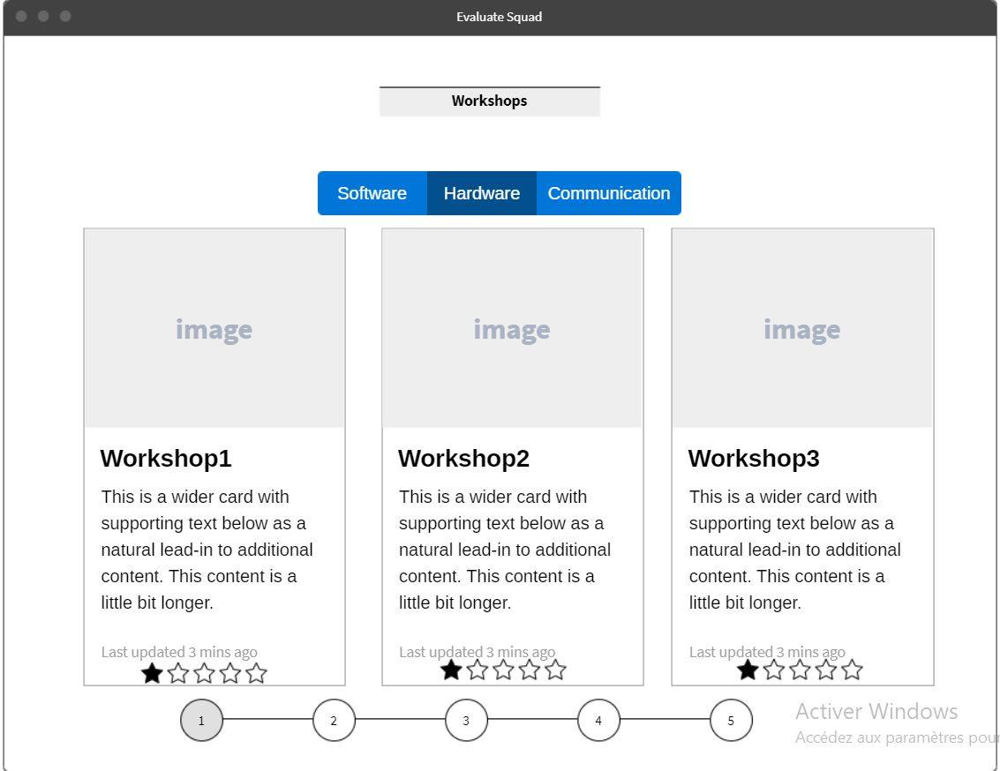 Evaluate Squad
Workshops
Software Hardware Communication
image
image
image
Workshop1
This is a wider card with
supporting text below as a
natural lead-in to additional
content. This content is a
little bit longer.
Last updated 3 mins ago
Workshop2
This is a wider card with
supporting text below as a
natural lead-in to additional
content. This content is a
little bit longer.
Last updated 3 mins ago
Workshop3
This is a wider card with
supporting text below as a
natural lead-in to additional
content. This content is a
little bit longer.
Last updated 3 mins ago
1 2 3 4 5
Activer Windows
Accédez aux paramètres pour